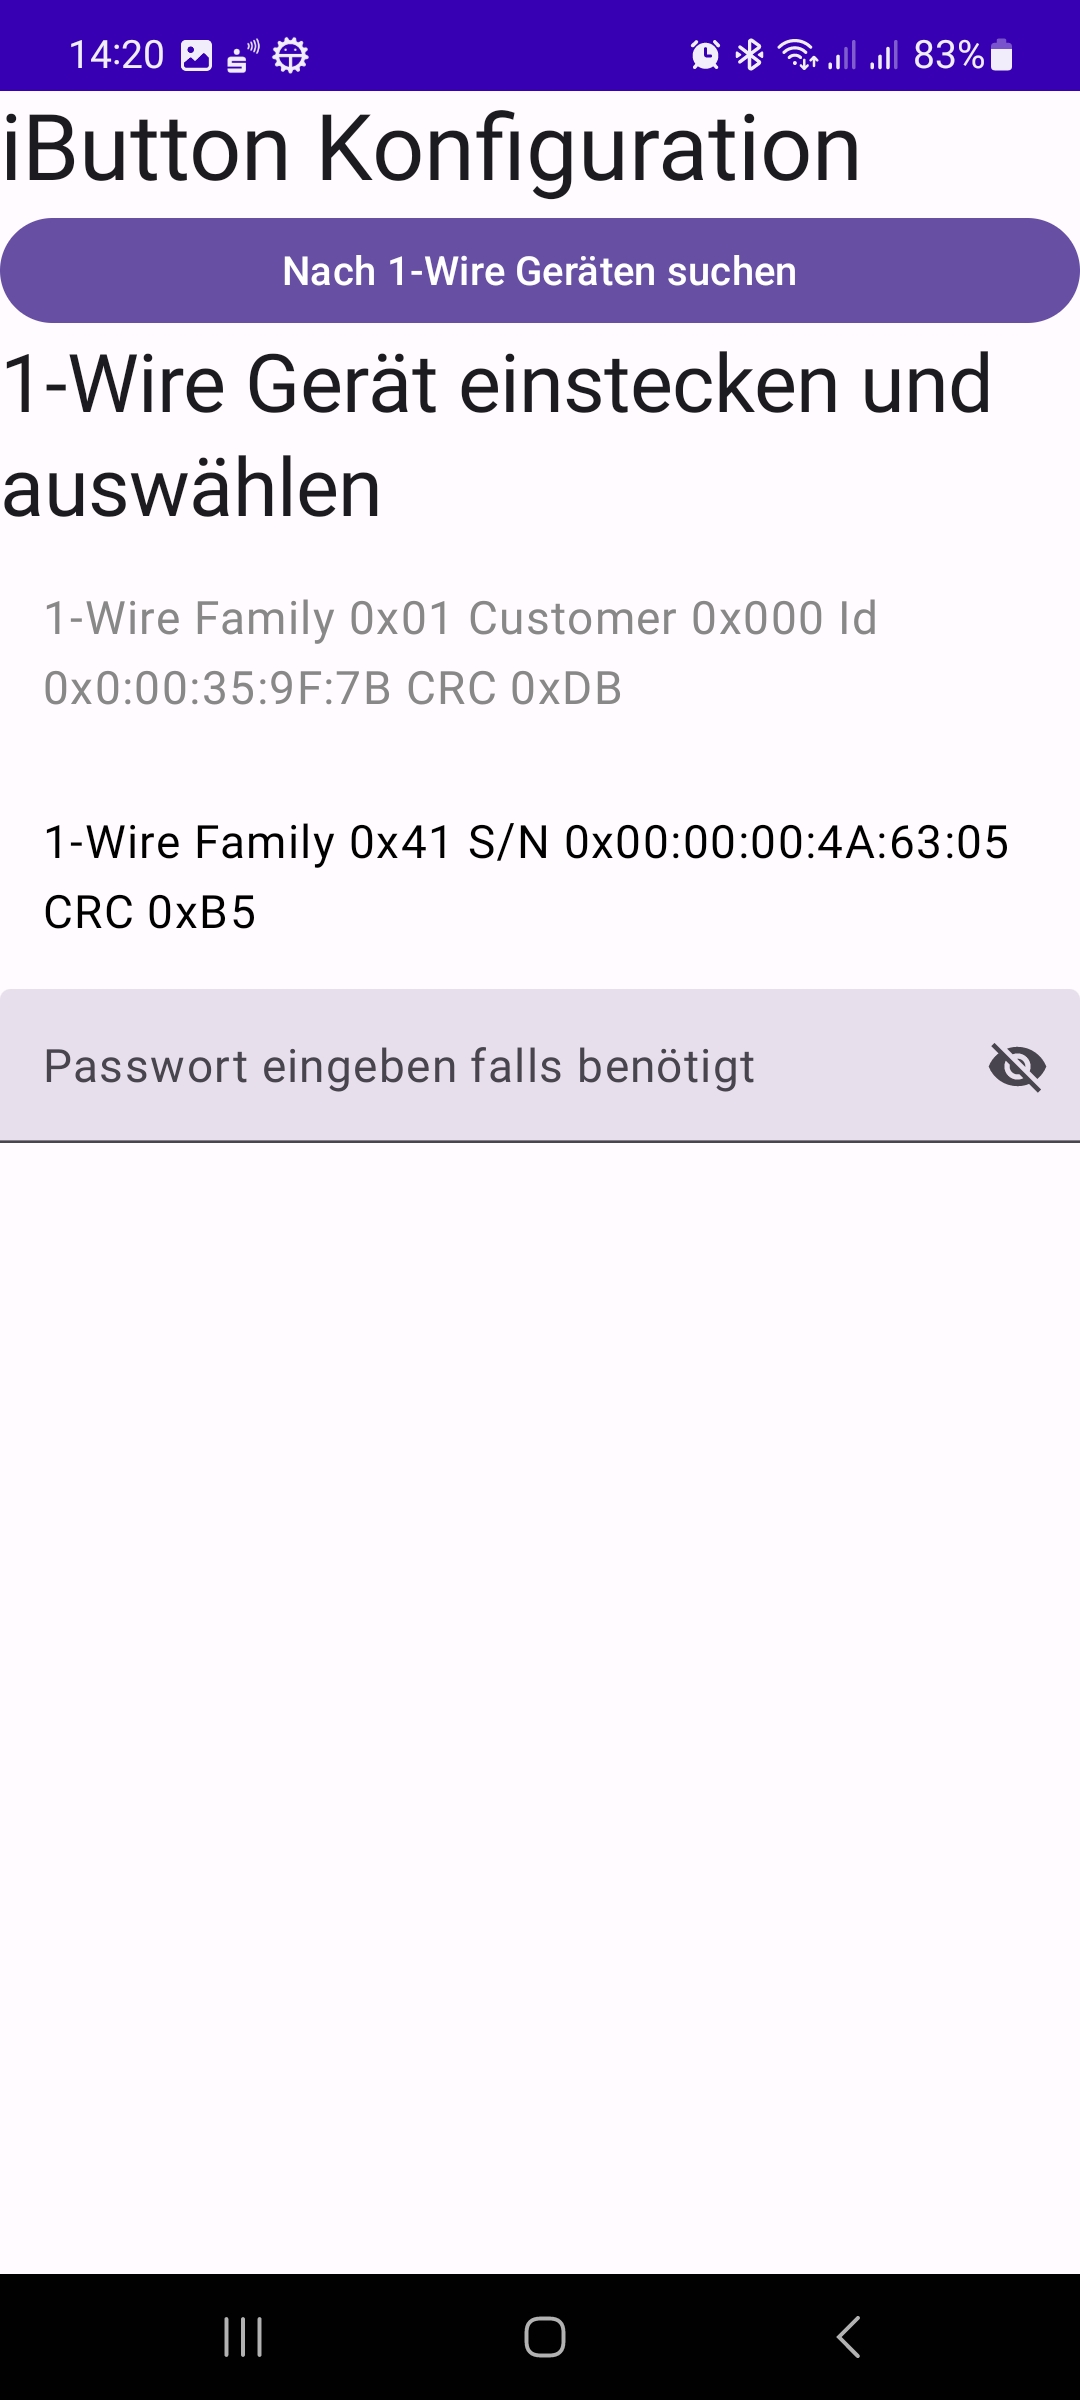 14:20 83%
iButton Konfiguration
Nach 1-Wire Geräten suchen
1-Wire Gerät einstecken und
auswählen
1-Wire Family 0x01 Customer 0x000 Id
0x0:00:35:9F:7B CRC 0xDB
1-Wire Family 0x41 S/N 0x00:00:00:4A:63:05
CRC 0xB5
Passwort eingeben falls benötigt